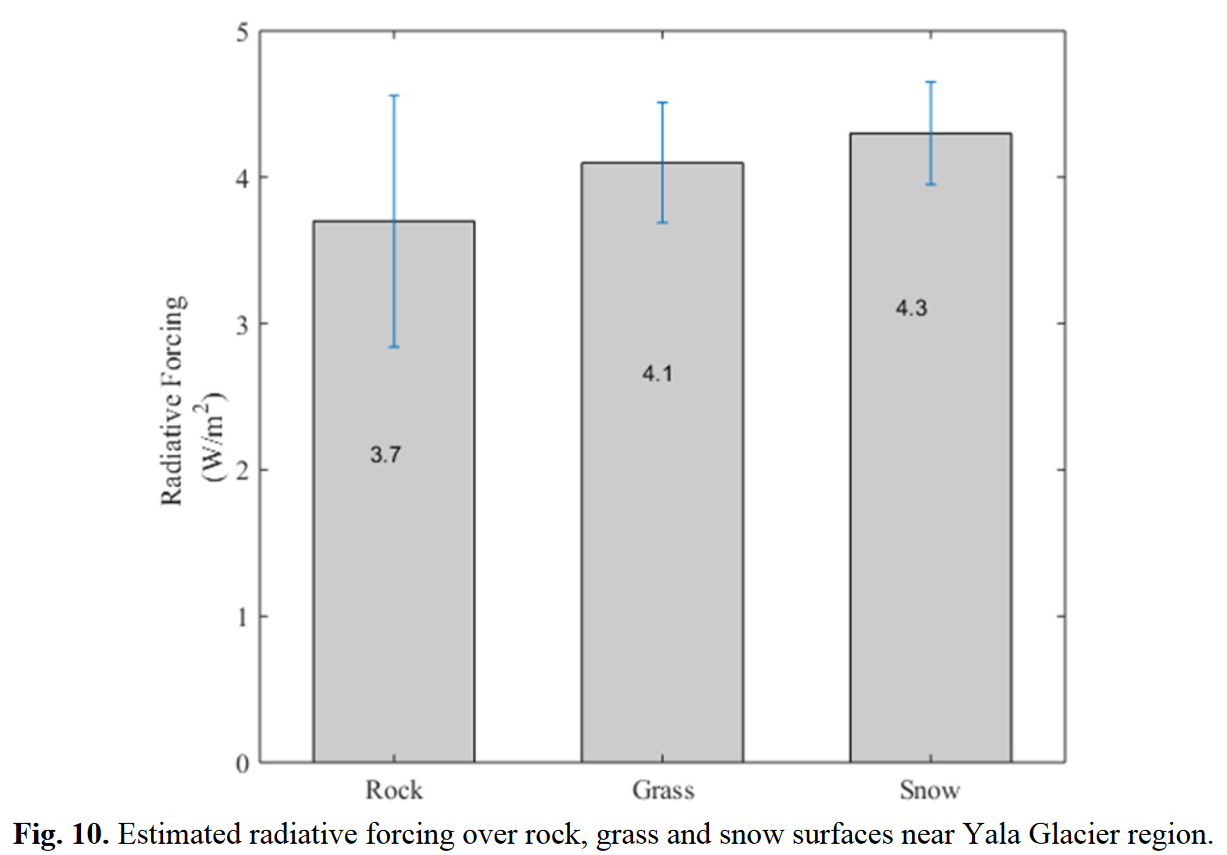 5
4
3
2
1
0
Radiative Forcing
(W/m²)
3.7
4.1
4.3
Rock Grass Snow
Fig. 10. Estimated radiative forcing over rock, grass and snow surfaces near Yala Glacier region.